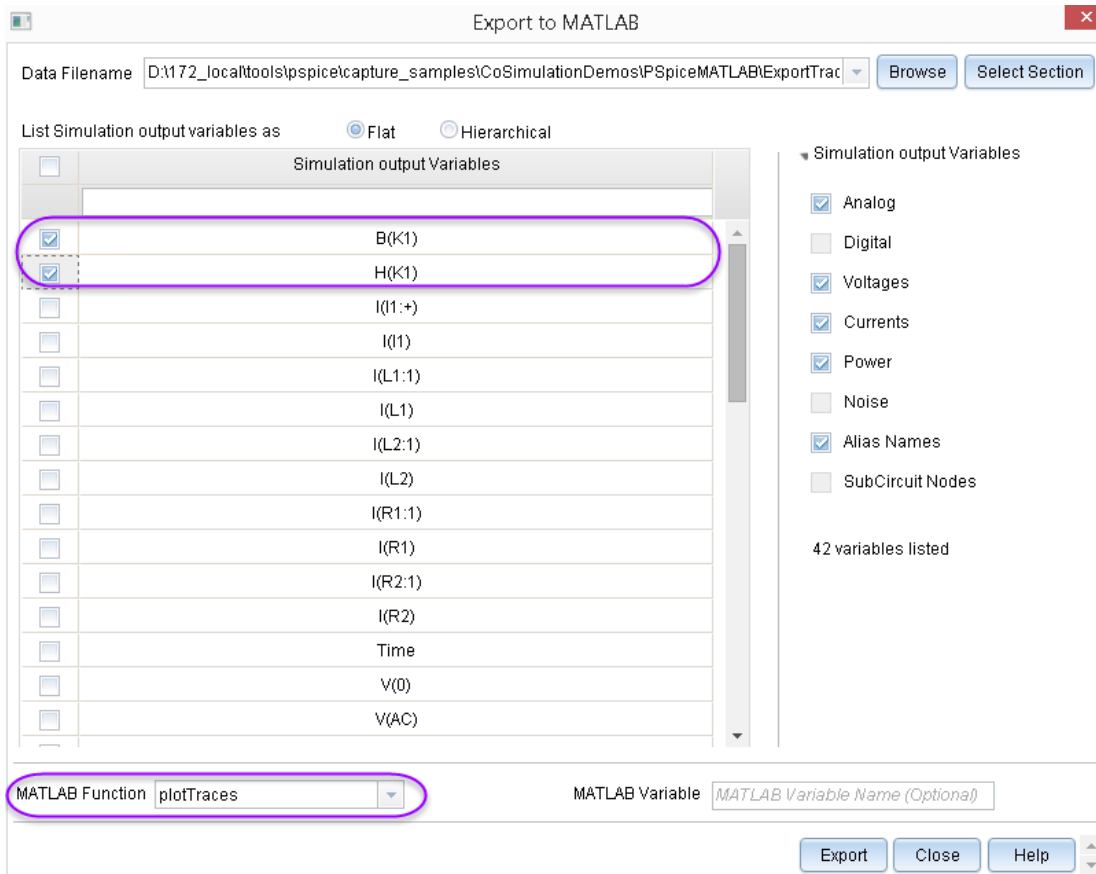 Export to MATLAB
Data Filename D:\172_local\tools\pspice\capture_samples\CoSimulationDemos\PSpiceMATLAB\ExportTrac Browse Select Section
List Simulation output variables as Flat Hierarchical
Simulation output Variables
B(K1)
H(K1)
I(I1:+)
I(I1)
I(L1:1)
I(L1)
I(L2:1)
I(L2)
I(R1:1)
I(R1)
I(R2:1)
I(R2)
Time
V(0)
V(AC)
Simulation output Variables
Analog
Digital
Voltages
Currents
Power
Noise
Alias Names
SubCircuit Nodes
42 variables listed
MATLAB Function plotTraces MATLAB Variable MATLAB Variable Name (Optional)
Export Close Help